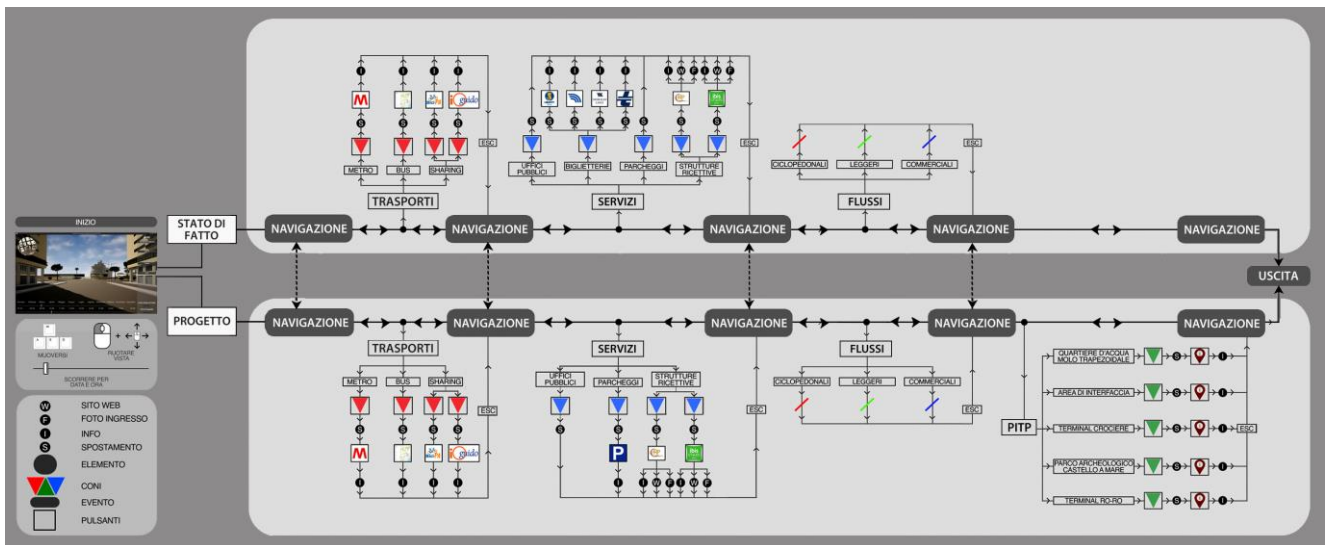 INIZIO
MUOVERSI
RUOTARE
VISTA
SCORRERE PER
DATA E ORA
W SITO WEB
F FOTO INGRESSO
I INFO
S SPOSTAMENTO
ELEMENTO
CONI
EVENTO
PULSANTI
STATO DI
FATTO
PROGETTO
I I I I
M BUS guido
S S S S
METRO BUS SHARING
TRASPORTI
ESC
I I I I I W F I W F
S S S S S S S
UFFICI
PUBBLICI
BIGLIETTERIE
PARCHEGGI
STRUTTURE
RICETTIVE
SERVIZI
ESC
CICLOPEDONALI LEGGERI COMMERCIALI
FLUSSI
ESC
NAVIGAZIONE NAVIGAZIONE NAVIGAZIONE NAVIGAZIONE NAVIGAZIONE
USCITA
NAVIGAZIONE NAVIGAZIONE NAVIGAZIONE NAVIGAZIONE NAVIGAZIONE
TRASPORTI
METRO BUS SHARING
S S S S
M guido
I I I I
ESC
SERVIZI
UFFICI
PUBBLICI
PARCHEGGI
STRUTTURE
RICETTIVE
S S S S
P ibis
I I W F I W F
ESC
FLUSSI
CICLOPEDONALI LEGGERI COMMERCIALI
ESC
PITP
QUARTIERE D'ACQUA
MOLO TRAPEZOIDALE
S I
AREA DI INTERFACCIA
S I
TERMINAL CROCIERE
S I
ESC
PARCO ARCHEOLOGICO
CASTELLO A MARE
S I
TERMINAL RO-RO
S I